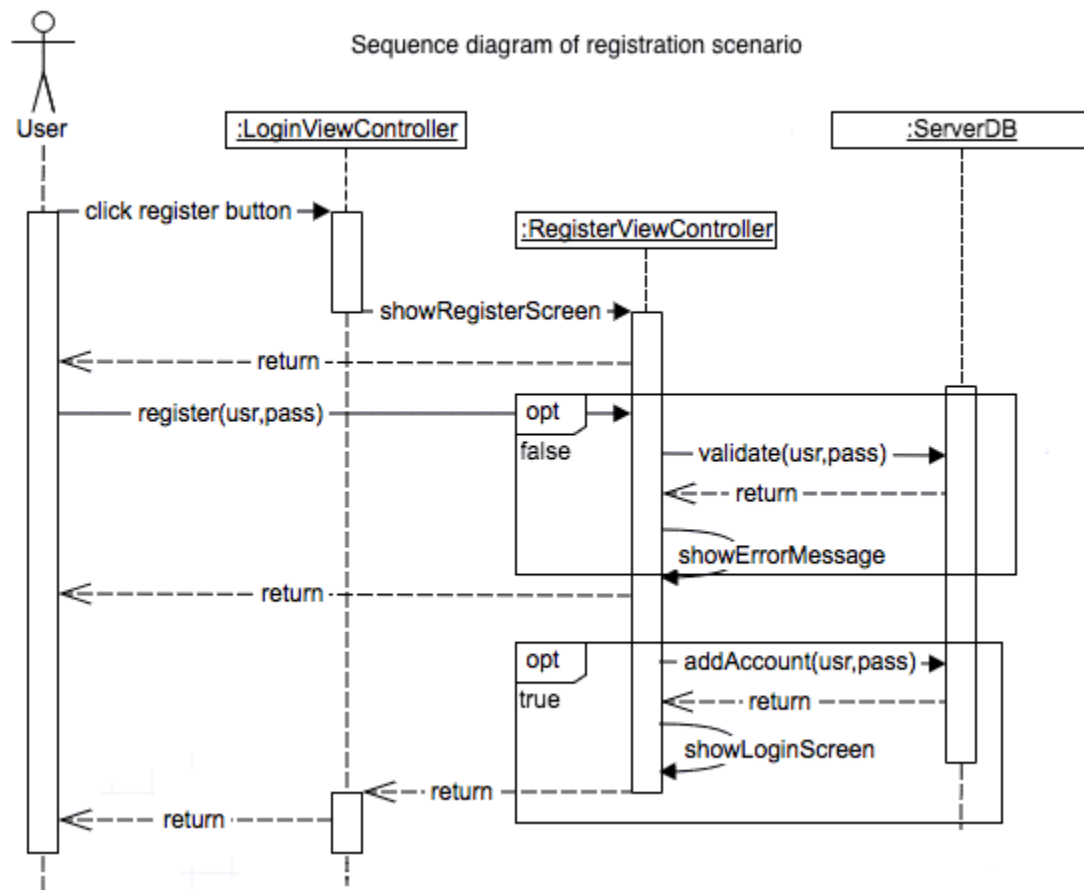 Sequence diagram of registration scenario
User
:LoginViewController
:ServerDB
click register button
:RegisterViewController
showRegisterScreen
return
register(usr,pass)
opt
false
validate(usr,pass)
return
showErrorMessage
return
opt
true
addAccount(usr,pass)
return
showLoginScreen
return
return